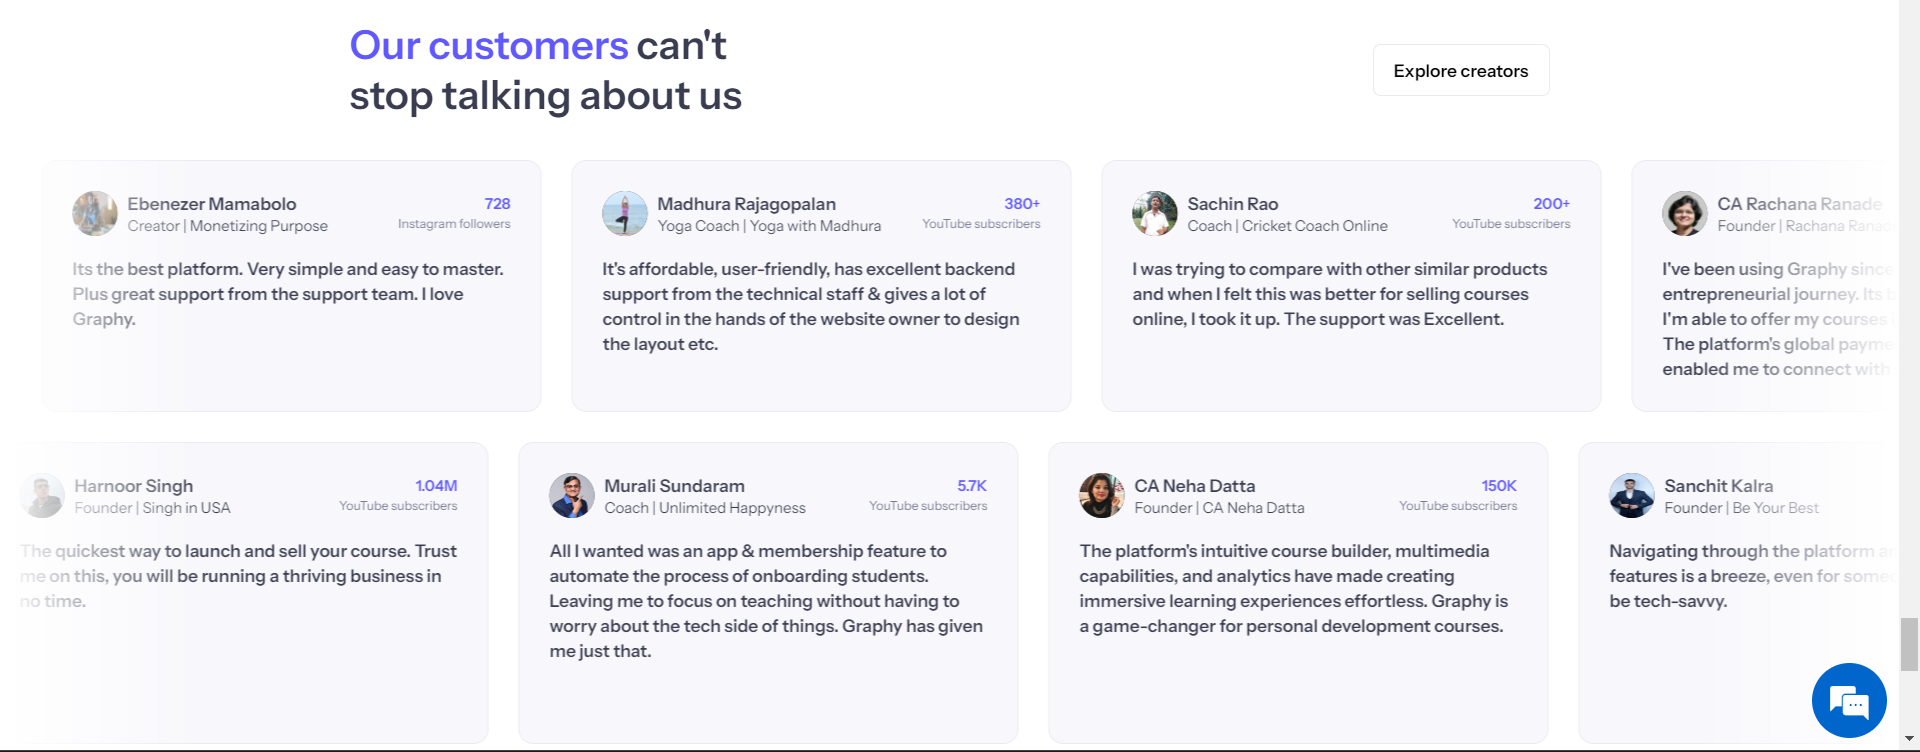 Our customers can't
stop talking about us
Explore creators
Ebenezer Mamabolo
Creator | Monetizing Purpose
728
Instagram followers
Its the best platform. Very simple and easy to master.
Plus great support from the support team. I love
Graphy.
Madhura Rajagopalan
Yoga Coach | Yoga with Madhura
380+
YouTube subscribers
It's affordable, user-friendly, has excellent backend
support from the technical staff & gives a lot of
control in the hands of the website owner to design
the layout etc.
Sachin Rao
Coach | Cricket Coach Online
200+
YouTube subscribers
I was trying to compare with other similar products
and when I felt this was better for selling courses
online, I took it up. The support was Excellent.
CA Rachana Ranade
Founder | Rachana
I've been using Graphy since
entrepreneurial journey. Its
I'm able to offer my courses
The platform's global
enabled me to connect with
Harnoor Singh
Founder | Singh in USA
1.04M
YouTube subscribers
The quickest way to launch and sell your course. Trust
me on this, you will be running a thriving business in
no time.
Murali Sundaram
Coach | Unlimited Happyness
5.7K
YouTube subscribers
All I wanted was an app & membership feature to
automate the process of onboarding students.
Leaving me to focus on teaching without having to
worry about the tech side of things. Graphy has given
me just that.
CA Neha Datta
Founder | CA Neha Datta
150K
YouTube subscribers
The platform's intuitive course builder, multimedia
capabilities, and analytics have made creating
immersive learning experiences effortless. Graphy is
a game-changer for personal development courses.
Sanchit Kalra
Founder | Be Your Best
Navigating through the platform
features is a breeze, even for
be tech-savvy.